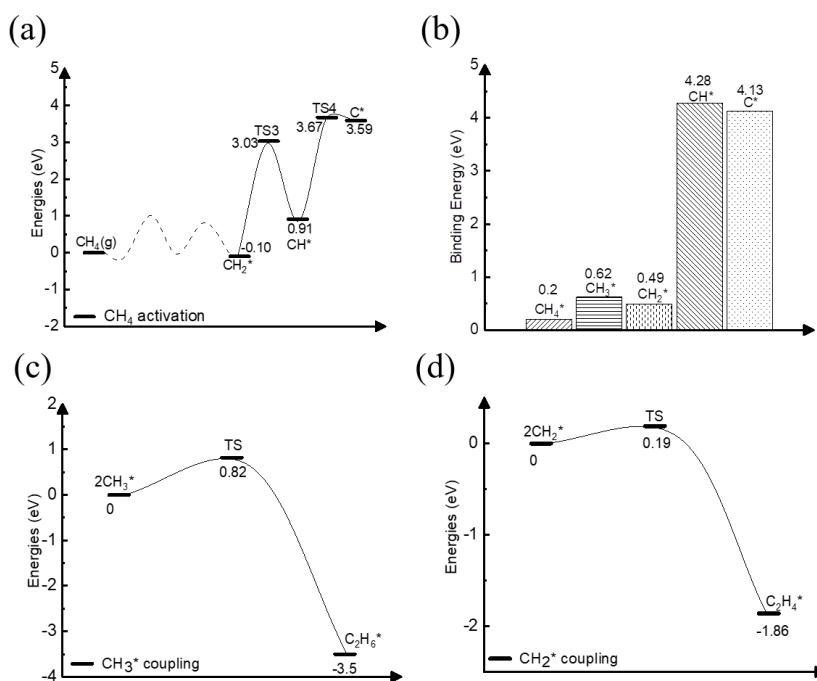 (a)
5
4
3
2
1
0
-1
-2
Energies (eV)
CH₄(g)
-0.10
CH₂*
3.03
TS3
0.91
CH*
TS4
3.67
C*
3.59
CH₄ activation
(b)
5
4
3
2
1
0
Binding Energy (eV)
0.2
CH₄*
0.62
CH₃*
0.49
CH₂*
4.28
CH*
4.13
C*
(c)
2
1
0
-1
-2
-3
-4
Energies (eV)
2CH₃*
0
TS
0.82
C₂H₆*
-3.5
CH3* coupling
(d)
0
-1
-2
Energies (eV)
2CH₂*
0
TS
0.19
C₂H₄*
-1.86
CH2* coupling